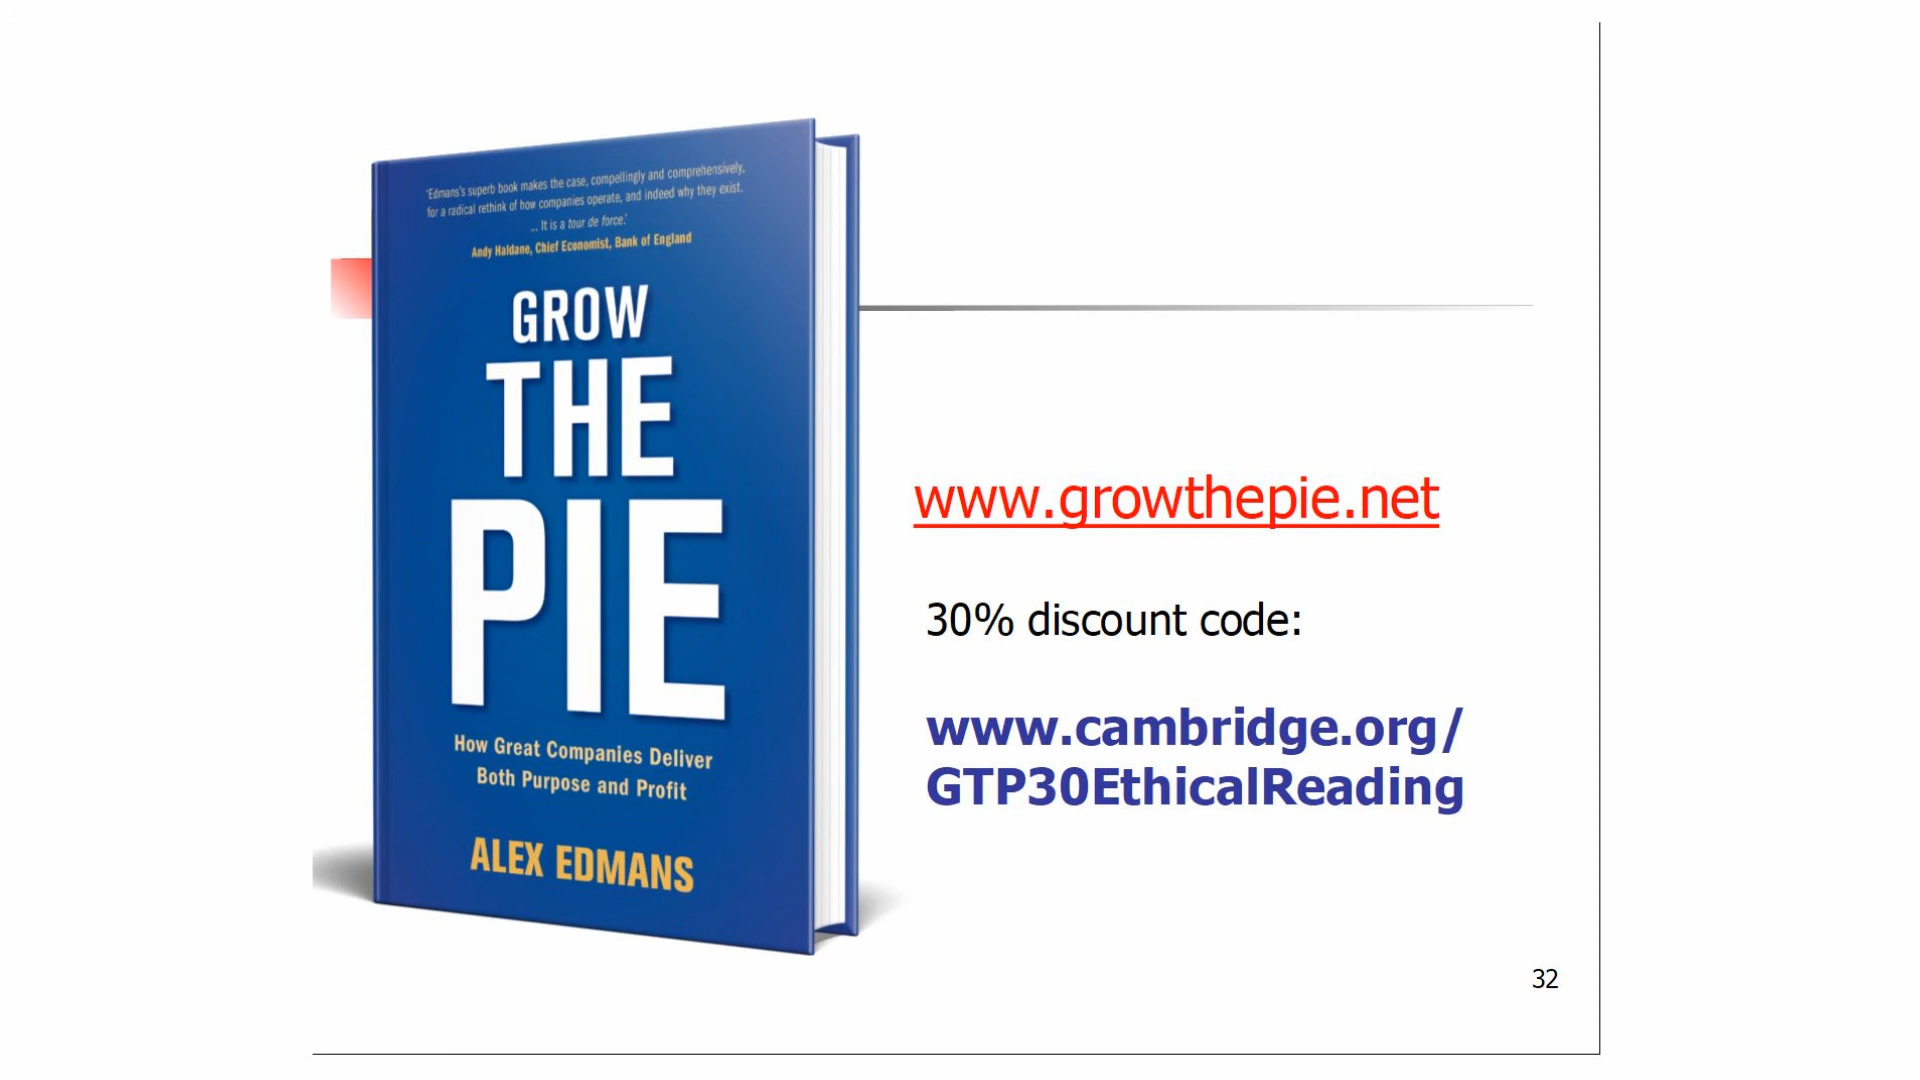 'Edmans's superb book makes the case, compellingly and comprehensively,
for a radical rethink of how companies operate, and indeed why they exist.
... It is a tour de force.'
Andy Haldane, Chief Economist, Bank of England
GROW
THE
PIE
How Great Companies Deliver
Both Purpose and Profit
ALEX EDMANS
www.growthepie.net
30% discount code:
www.cambridge.org/
GTP30EthicalReading
32